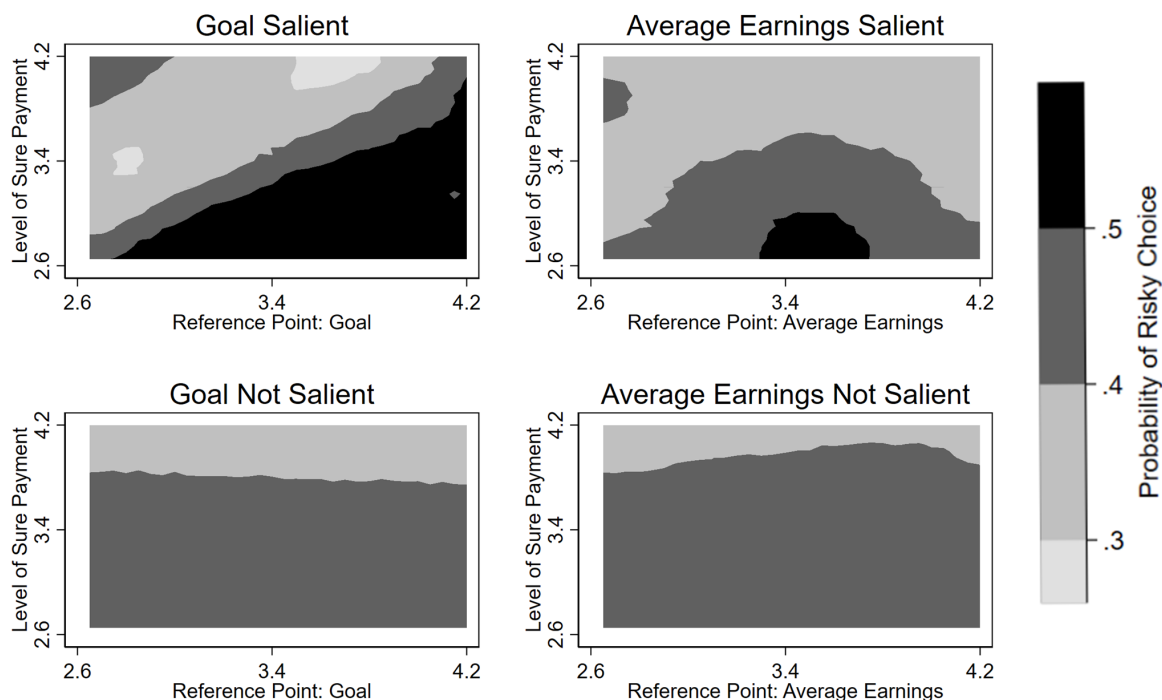 Goal Salient
Level of Sure Payment
4.2
3.4
2.6
2.6 3.4 4.2
Reference Point: Goal
Average Earnings Salient
Level of Sure Payment
4.2
3.4
2.6
2.6 3.4 4.2
Reference Point: Average Earnings
Goal Not Salient
Level of Sure Payment
4.2
3.4
2.6
2.6 3.4 4.2
Reference Point: Goal
Average Earnings Not Salient
Level of Sure Payment
4.2
3.4
2.6
2.6 3.4 4.2
Reference Point: Average Earnings
.5
.4
.3
Probability of Risky Choice